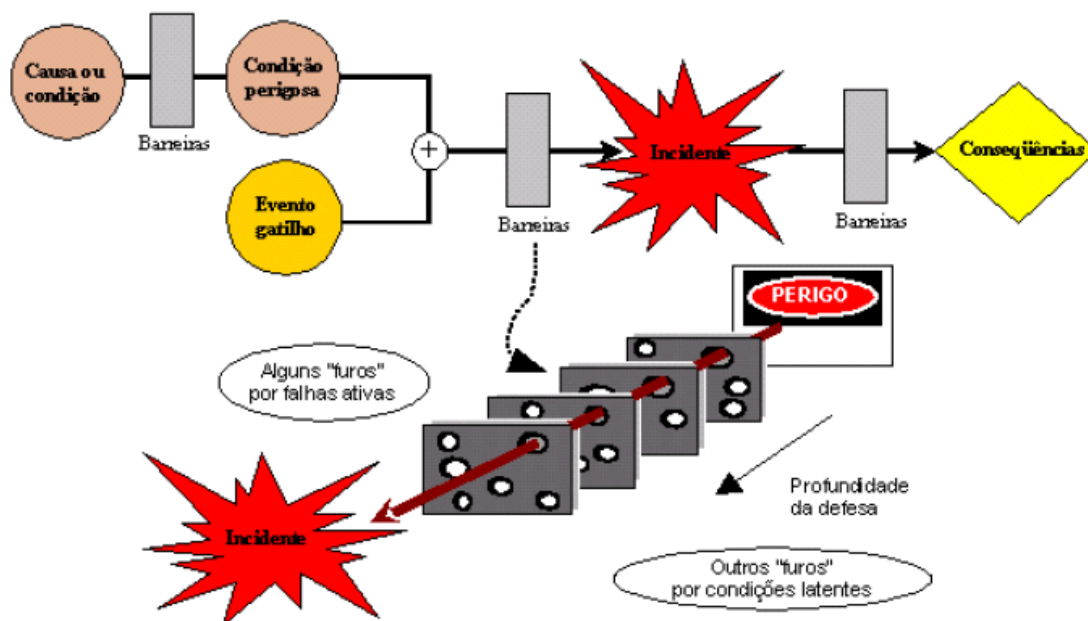 Causa ou
condição
Barreiras
Condição
perigosa
+
Evento
gatilho
Barreiras
Incidente
Barreiras
Conseqüências
PERIGO
Alguns "furos"
por falhas ativas
Profundidade
da defesa
Incidente
Outros "furos"
por condições latentes